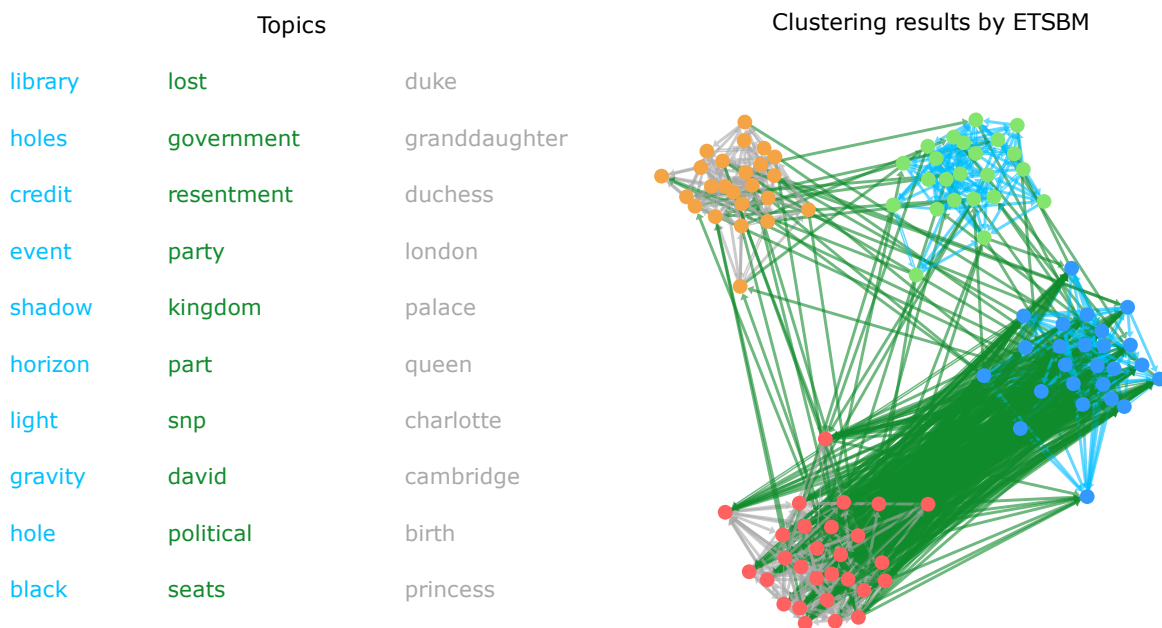 Topics
Clustering results by ETSBM
library lost duke
holes government granddaughter
credit resentment duchess
event party london
shadow kingdom palace
horizon part queen
light snp charlotte
gravity david cambridge
hole political birth
black seats princess